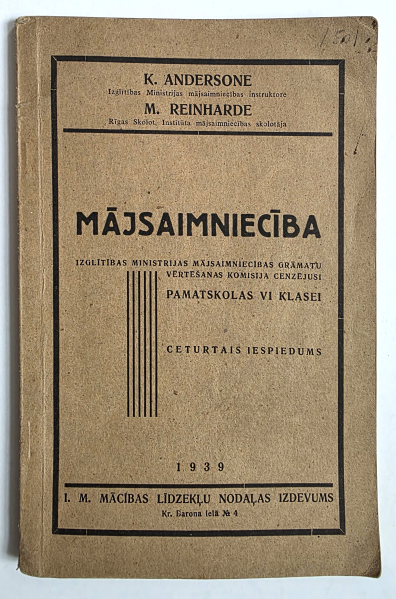 K. ANDERSONE
Izglītības Ministrijas mājsaimniecības instruktore
M. REINHARDE
Rīgas Skolot. Institūta mājsaimniecības skolotāja
MĀJSAIMNIECĪBA
IZGLĪTĪBAS MINISTRIJAS MĀJSAIMNIECĪBAS GRĀMATU
VĒRTĒŠANAS KOMISIJA CENZĒJUSI
PAMATSKOLAS VI KLASEI
CETURTAIS IESPIEDUMS
1939
I. M. MĀCĪBAS LĪDZEKĻU NODAĻAS IZDEVUMS
Kr. Barona ielā № 4